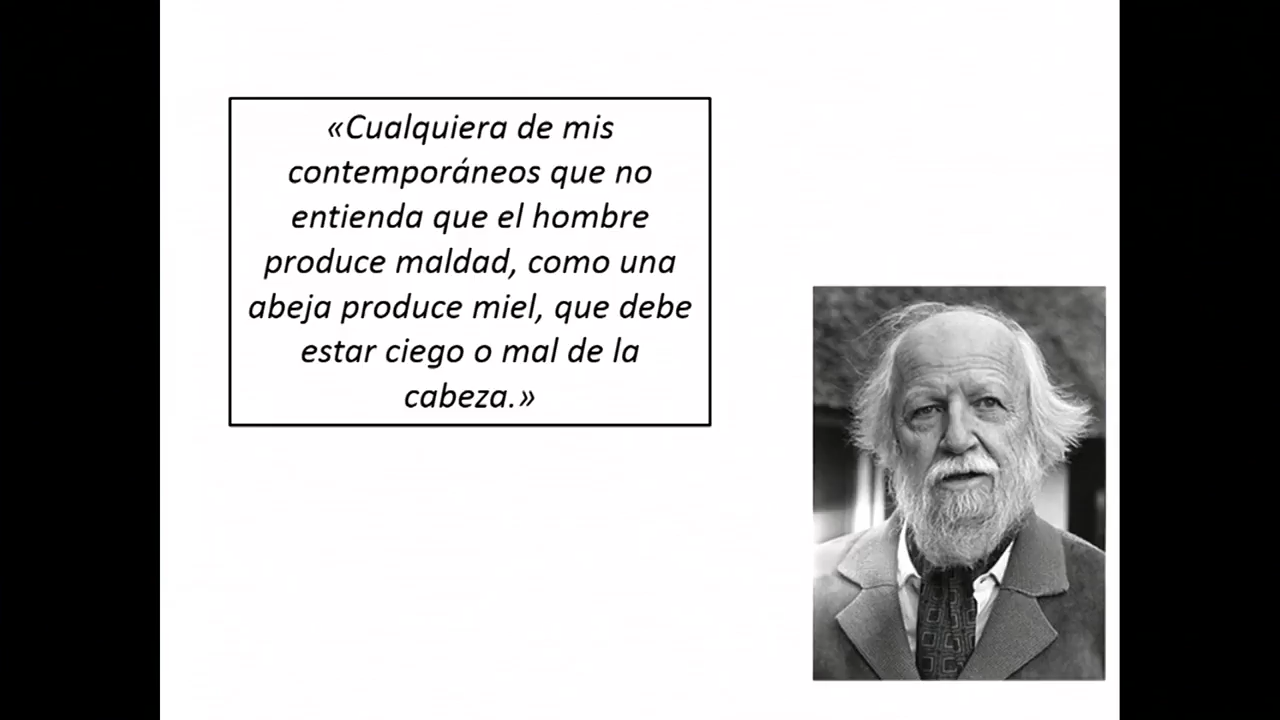 «Cualquiera de mis
contemporáneos que no
entienda que el hombre
produce maldad, como una
abeja produce miel, que debe
estar ciego o mal de la
cabeza.»